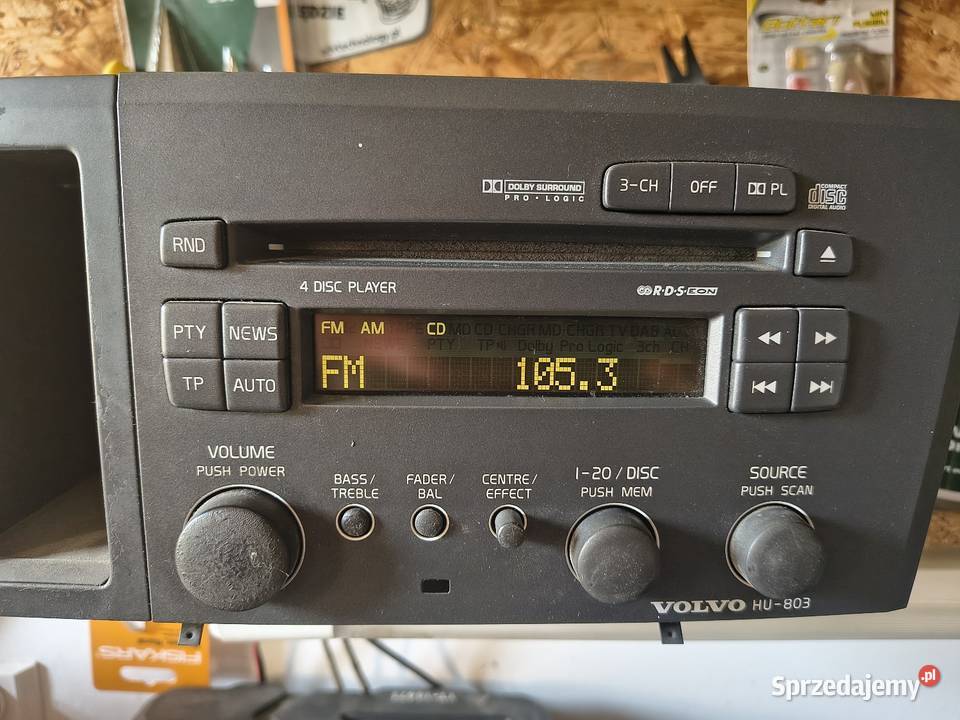 DOLBY SURROUND
PRO • LOGIC
3-CH OFF PL
COMPACT
disc
DIGITAL AUDIO
RND
4 DISC PLAYER
R•D•S EON
PTY NEWS
TP AUTO
FM AM CD MD CD CHGR MD CHGR TV DAB
PTY TP Dolby Pro Logic 3ch CH
FM 105.3
VOLUME
PUSH POWER
BASS/
TREBLE
FADER/
BAL
CENTRE/
EFFECT
1-20 / DISC
PUSH MEM
SOURCE
PUSH SCAN
VOLVO HU-803
FISKARS
Sprzedajemy.pl